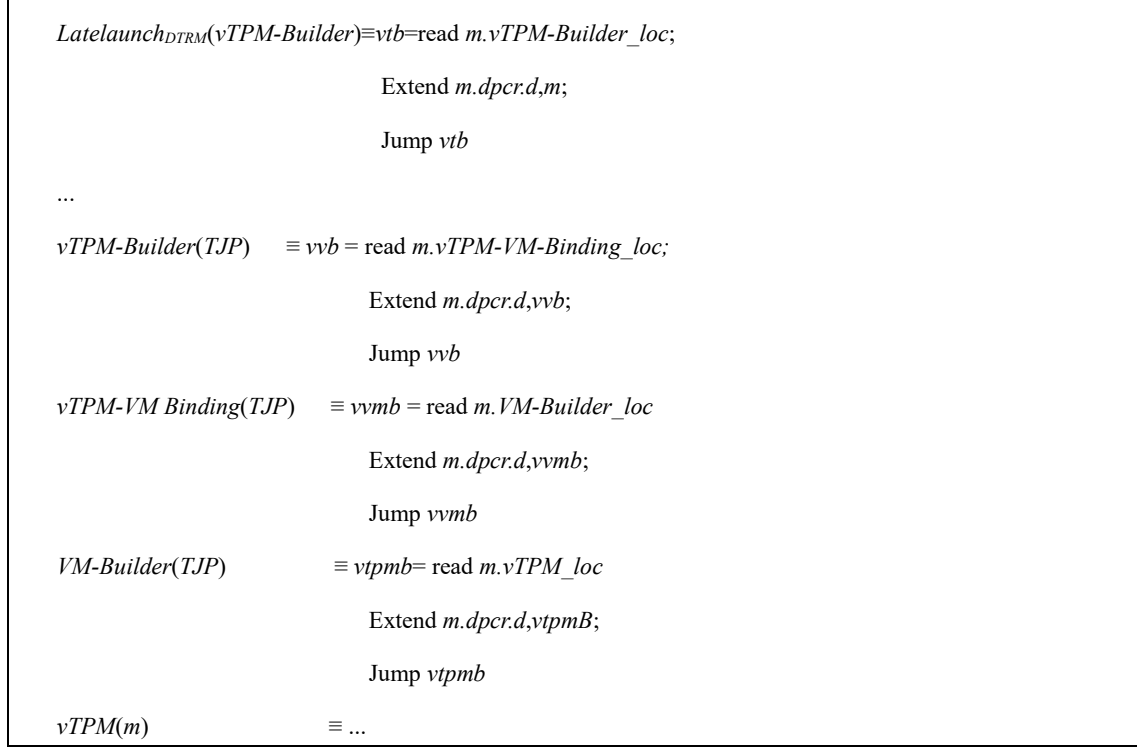 Latelaunch_DTRM(vTPM-Builder)≡vtb=read m.vTPM-Builder_loc;
Extend m.dpcr.d,m;
Jump vtb
...
vTPM-Builder(TJP) ≡ vvb = read m.vTPM-VM-Binding_loc;
Extend m.dpcr.d,vvb;
Jump vvb
vTPM-VM Binding(TJP) ≡ vvmb = read m.VM-Builder_loc
Extend m.dpcr.d,vvmb;
Jump vvmb
VM-Builder(TJP) ≡ vtpmb= read m.vTPM_loc
Extend m.dpcr.d,vtpmB;
Jump vtpmb
vTPM(m) ≡ ...